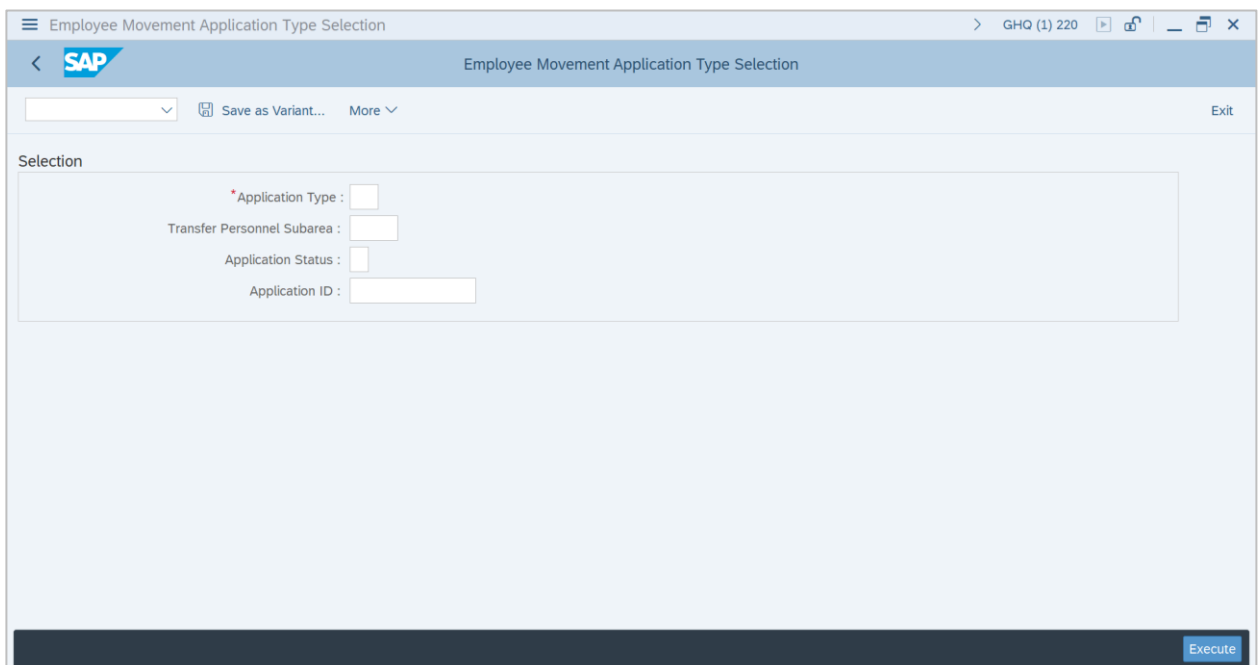 Employee Movement Application Type Selection
GHQ (1) 220
SAP
Employee Movement Application Type Selection
Save as Variant... More
Exit
Selection
*Application Type :
Transfer Personnel Subarea :
Application Status :
Application ID :
Execute